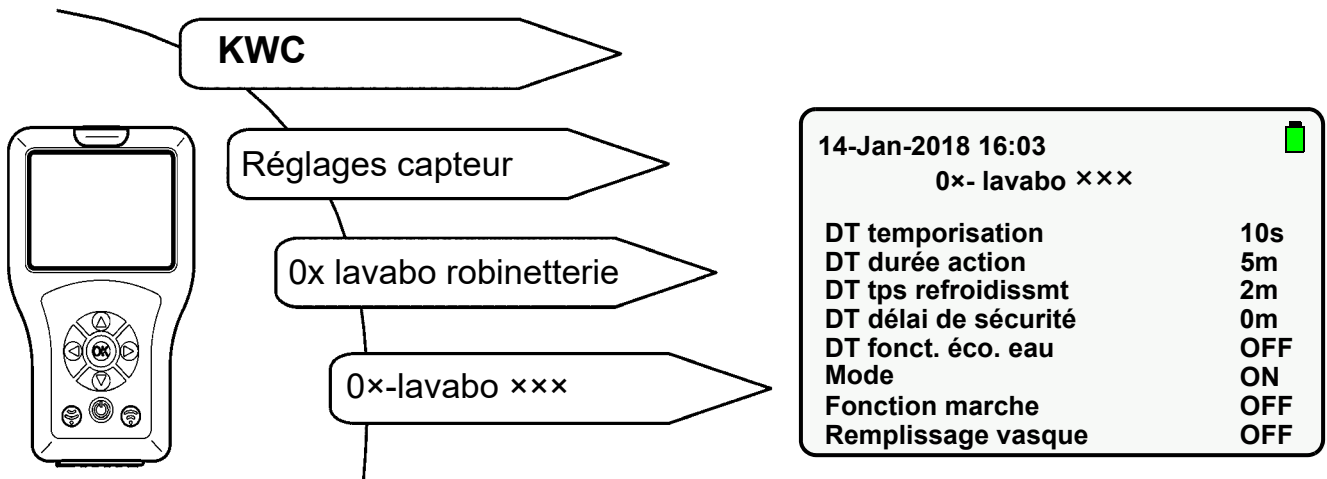 KWC
Réglages capteur
0x lavabo robinetterie
0×-lavabo ×××
OK
14-Jan-2018 16:03
0×- lavabo ×××
DT temporisation 10s
DT durée action 5m
DT tps refroidissmt 2m
DT délai de sécurité 0m
DT fonct. éco. eau OFF
Mode ON
Fonction marche OFF
Remplissage vasque OFF